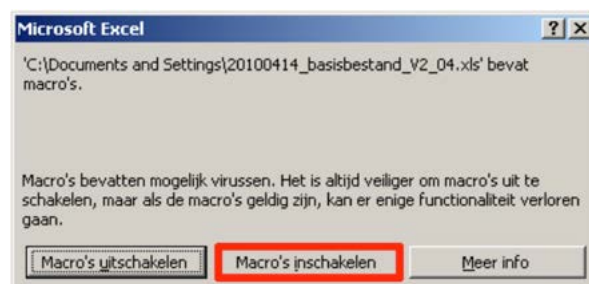 Microsoft Excel
'C:\Documents and Settings\20100414_basisbestand_V2_04.xls' bevat
macro's.
Macro's bevatten mogelijk virussen. Het is altijd veiliger om macro's uit te
schakelen, maar als de macro's geldig zijn, kan er enige functionaliteit verloren
gaan.
Macro's uitschakelen Macro's inschakelen Meer info